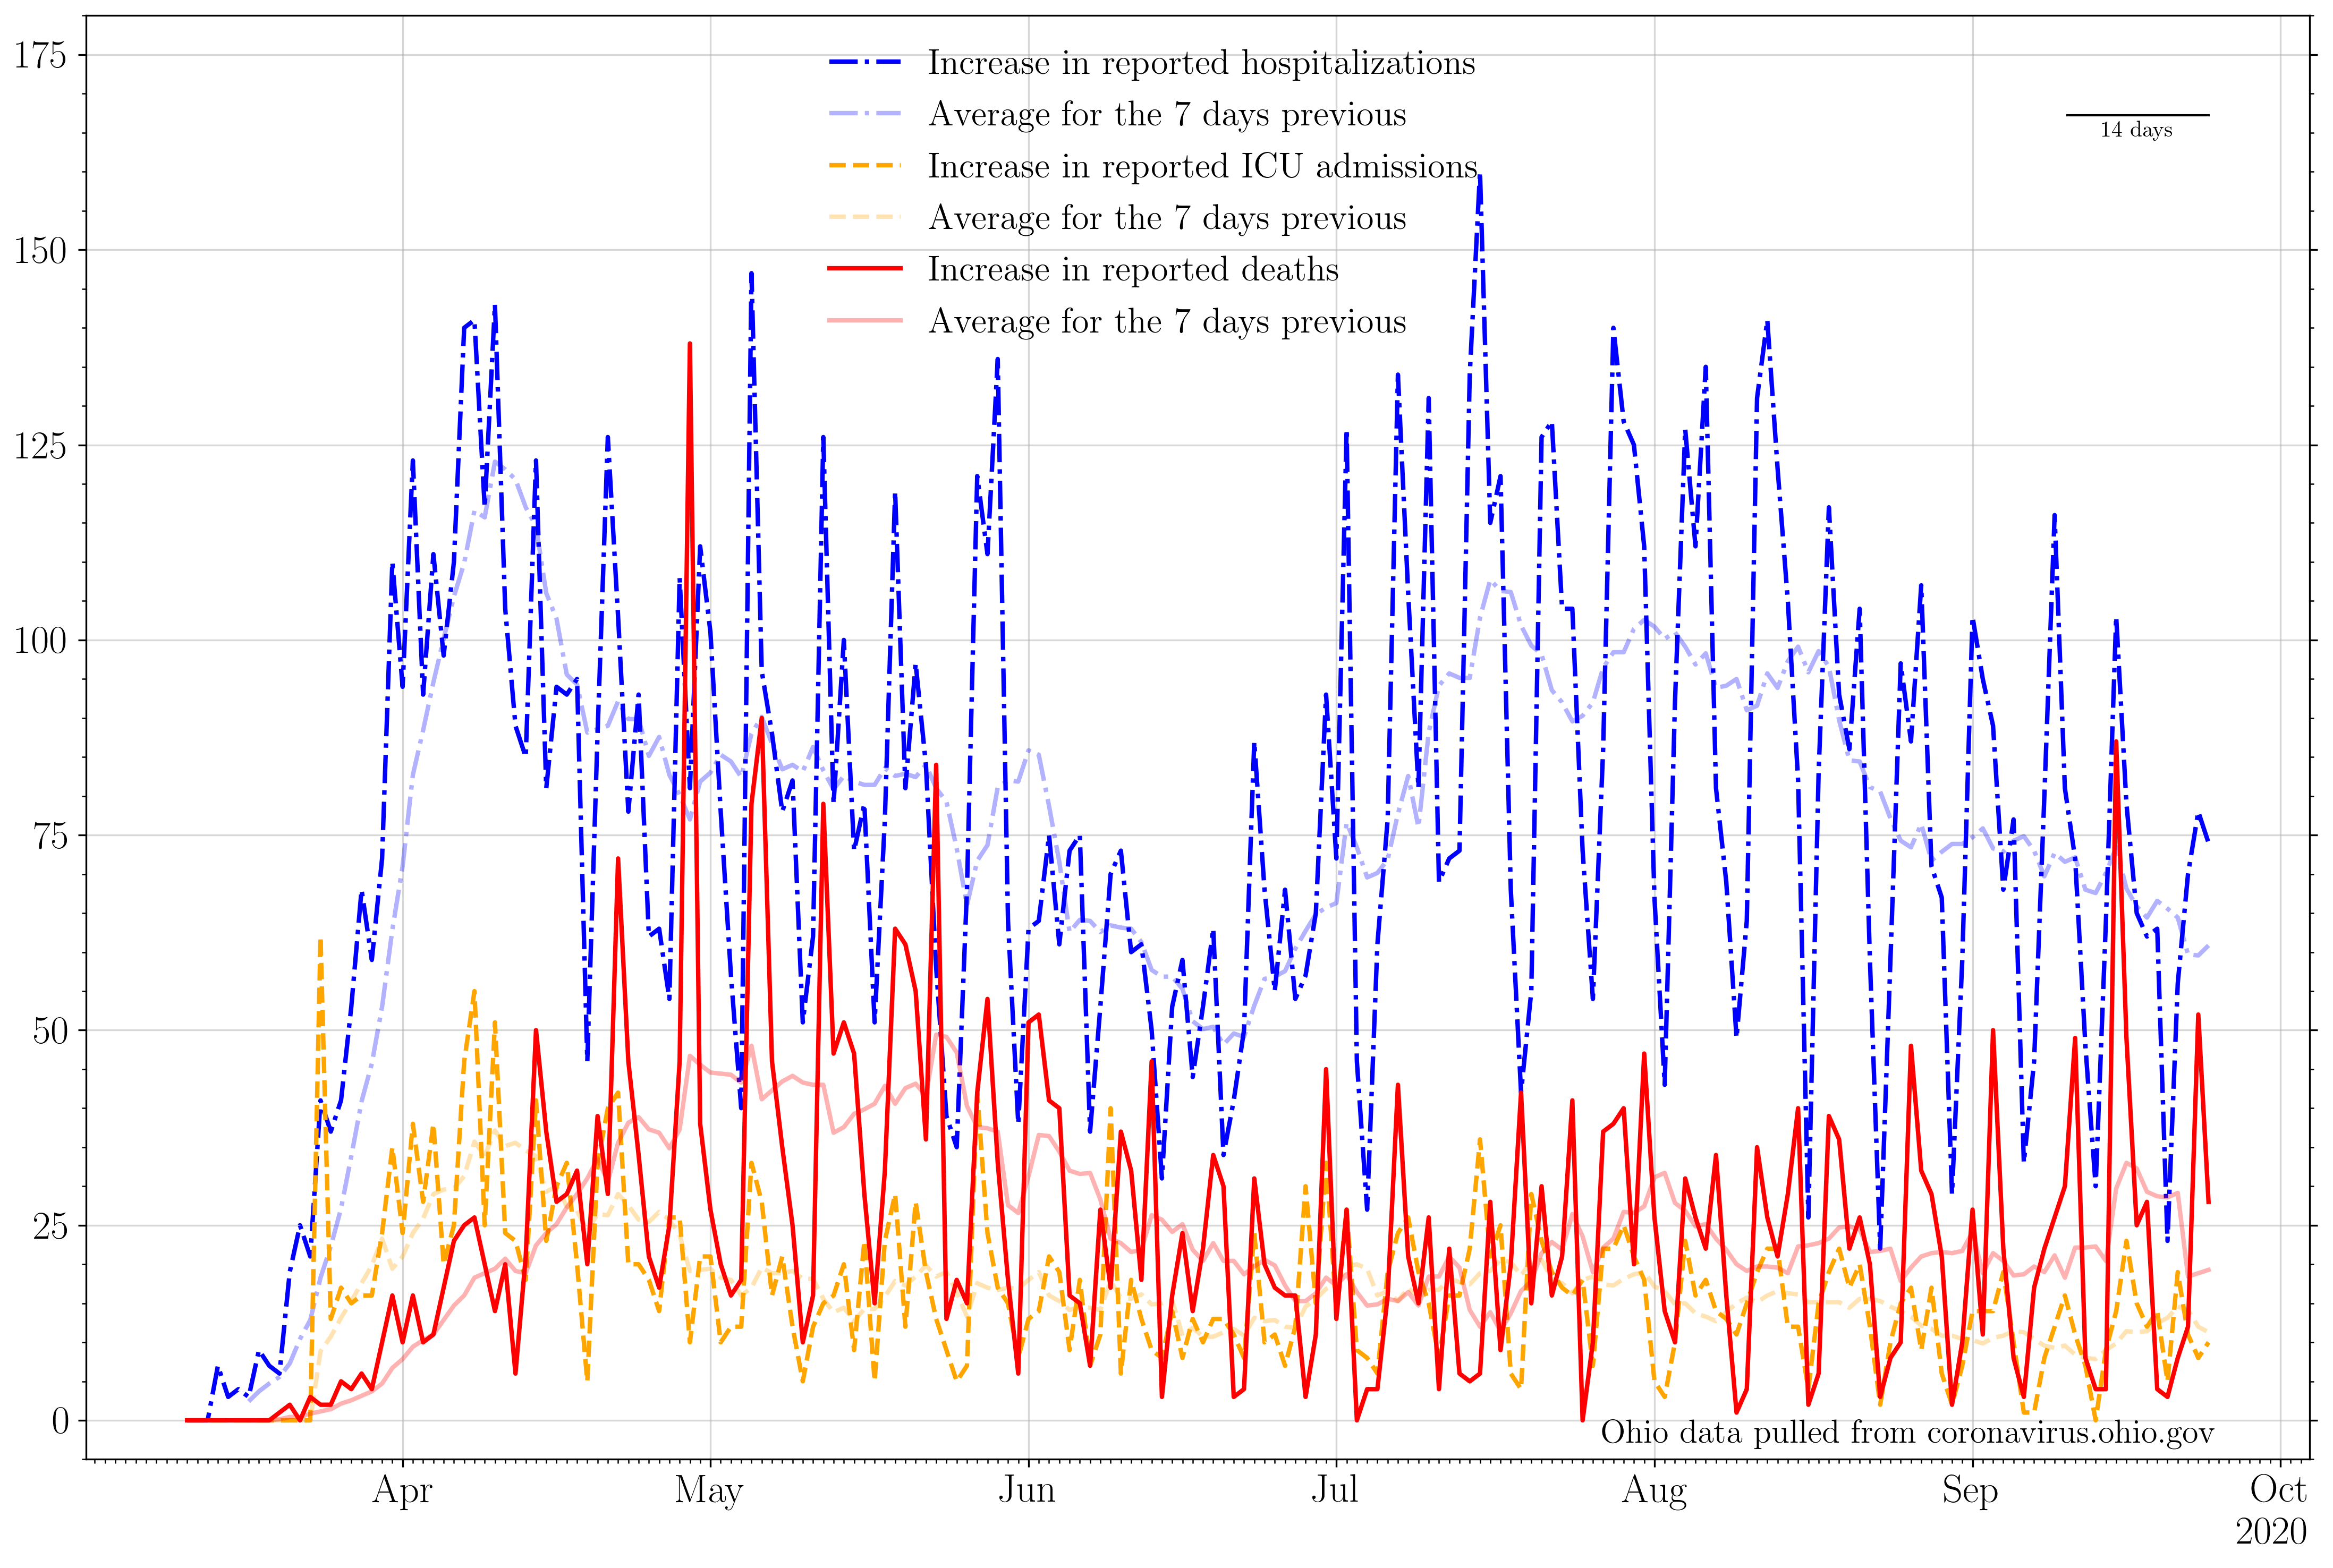 175
150
125
100
75
50
25
0
Increase in reported hospitalizations
Average for the 7 days previous
Increase in reported ICU admissions
Average for the 7 days previous
Increase in reported deaths
Average for the 7 days previous
14 days
Ohio data pulled from coronavirus.ohio.gov
Apr May Jun Jul Aug Sep Oct
2020